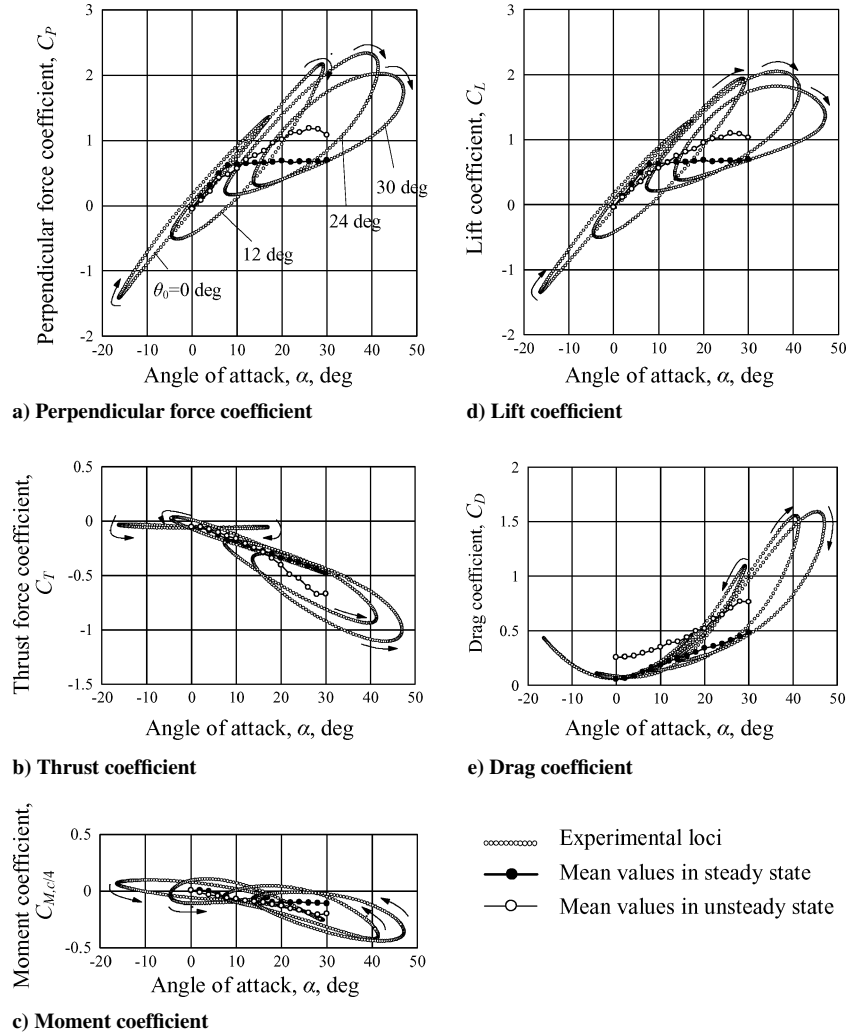 Perpendicular force coefficient, C_P
3
2
1
0
-1
-2
-20 -10 0 10 20 30 40 50
θ₀=0 deg
12 deg
24 deg
30 deg
Angle of attack, α, deg
a) Perpendicular force coefficient
Lift coefficient, C_L
3
2
1
0
-1
-2
-20 -10 0 10 20 30 40 50
Angle of attack, α, deg
d) Lift coefficient
Thrust force coefficient,
C_T
0.5
0
-0.5
-1
-1.5
-20 -10 0 10 20 30 40 50
Angle of attack, α, deg
b) Thrust coefficient
Drag coefficient, C_D
2
1.5
1
0.5
0
-20 -10 0 10 20 30 40 50
Angle of attack, α, deg
e) Drag coefficient
Moment coefficient,
C_M,c/4
0.5
0
-0.5
-20 -10 0 10 20 30 40 50
Angle of attack, α, deg
c) Moment coefficient
Experimental loci
Mean values in steady state
Mean values in unsteady state